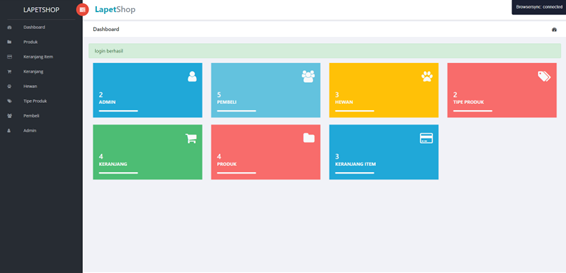 LAPETSHOP
LapetShop
Browsersync: connected
Dashboard
Produk
Keranjang Item
Keranjang
Hewan
Tipe Produk
Pembeli
Admin
Dashboard
login berhasil
2
ADMIN
5
PEMBELI
3
HEWAN
2
TIPE PRODUK
4
KERANJANG
4
PRODUK
3
KERANJANG ITEM